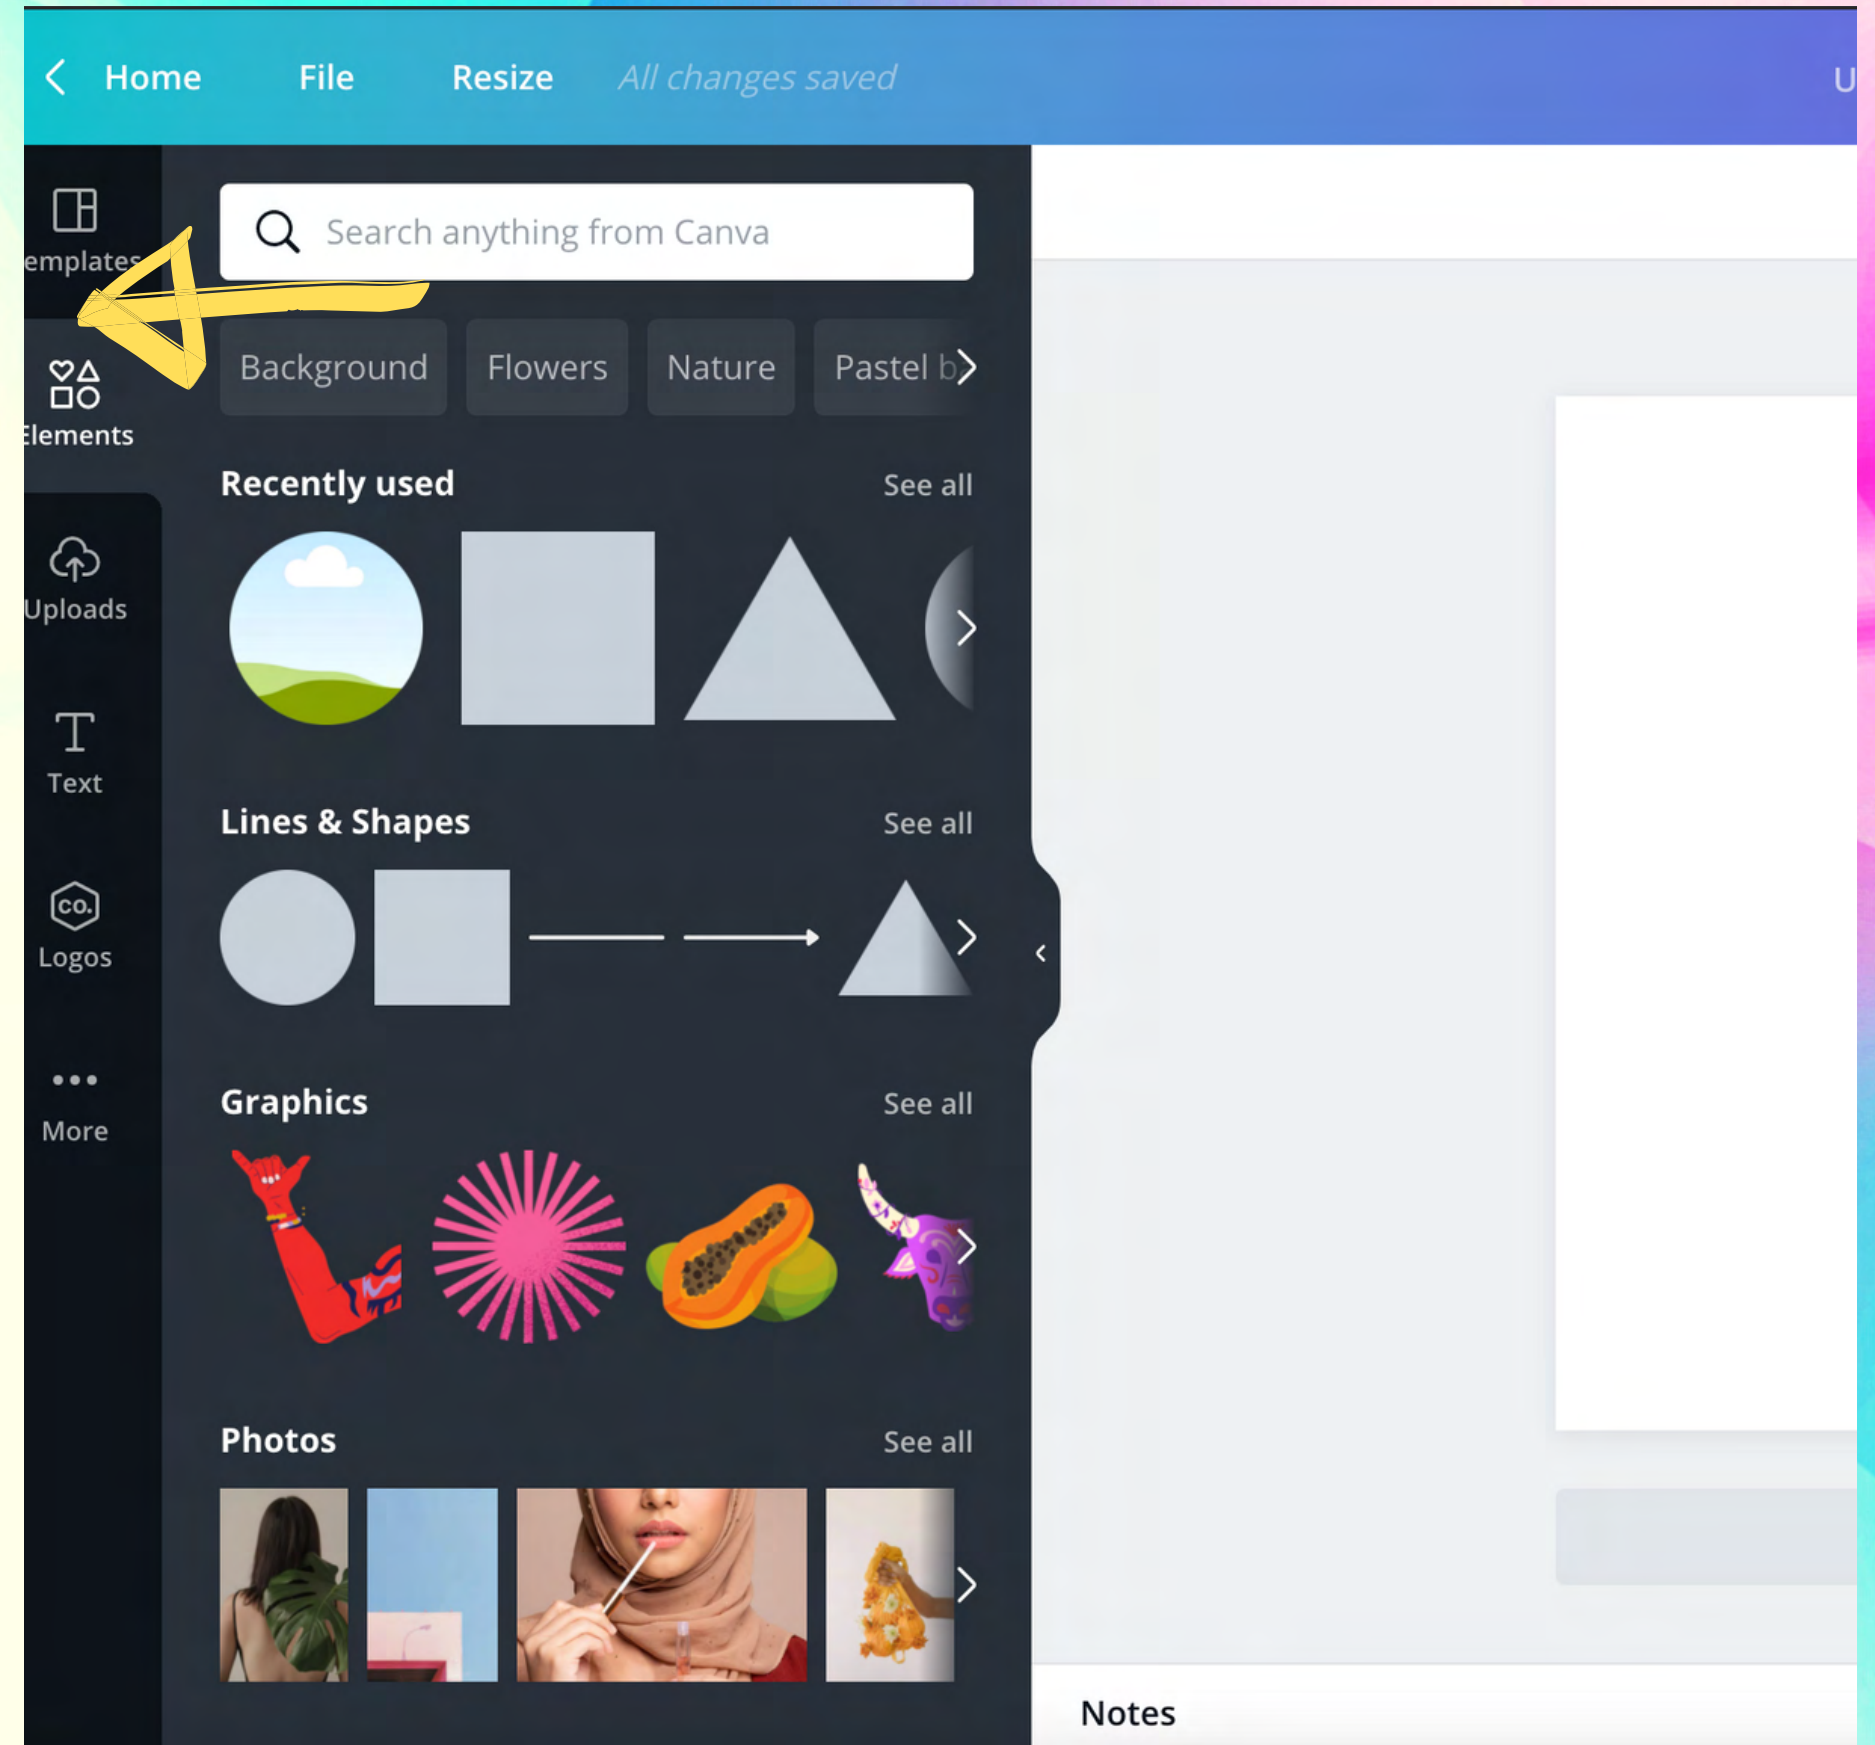 Home File Resize All changes saved U
emplates
Search anything from Canva
Background Flowers Nature Pastel b
Elements
Recently used See all
Uploads
Text
Lines & Shapes See all
CO.
Logos
Graphics See all
More
Photos See all
Notes